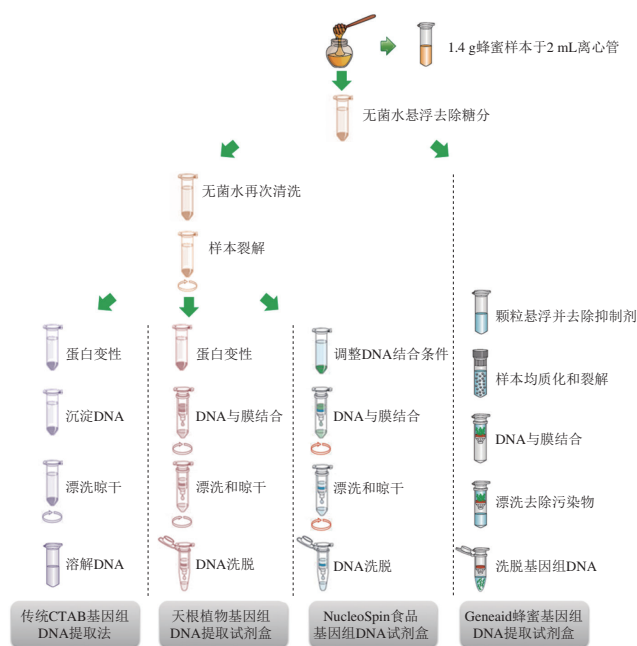 1.4 g蜂蜜样本于2 mL离心管
无菌水悬浮去除糖分
无菌水再次清洗
样本裂解
蛋白变性
沉淀DNA
漂洗晾干
溶解DNA
传统CTAB基因组
DNA提取法
蛋白变性
DNA与膜结合
漂洗和晾干
DNA洗脱
天根植物基因组
DNA提取试剂盒
调整DNA结合条件
DNA与膜结合
漂洗和晾干
DNA洗脱
NucleoSpin食品
基因组DNA试剂盒
颗粒悬浮并去除抑制剂
样本均质化和裂解
DNA与膜结合
漂洗去除污染物
洗脱基因组DNA
Geneaid蜂蜜基因组
DNA提取试剂盒